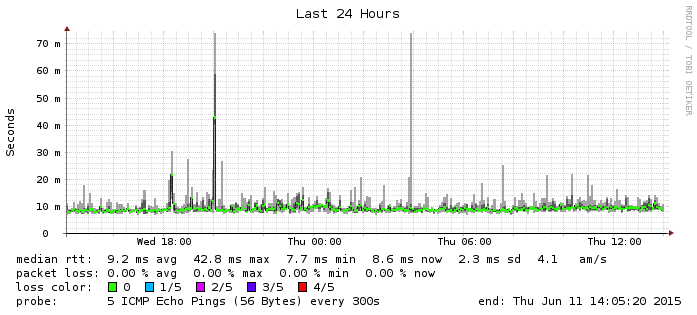 Last 24 Hours
RRDTOOL / TOBI OETIKER
Seconds
70 m
60 m
50 m
40 m
30 m
20 m
10 m
0
Wed 18:00 Thu 00:00 Thu 06:00 Thu 12:00
median rtt: 9.2 ms avg 42.8 ms max 7.7 ms min 8.6 ms now 2.3 ms sd 4.1 am/s
packet loss: 0.00 % avg 0.00 % max 0.00 % min 0.00 % now
loss color: 0 1/5 2/5 3/5 4/5
probe: 5 ICMP Echo Pings (56 Bytes) every 300s end: Thu Jun 11 14:05:20 2015